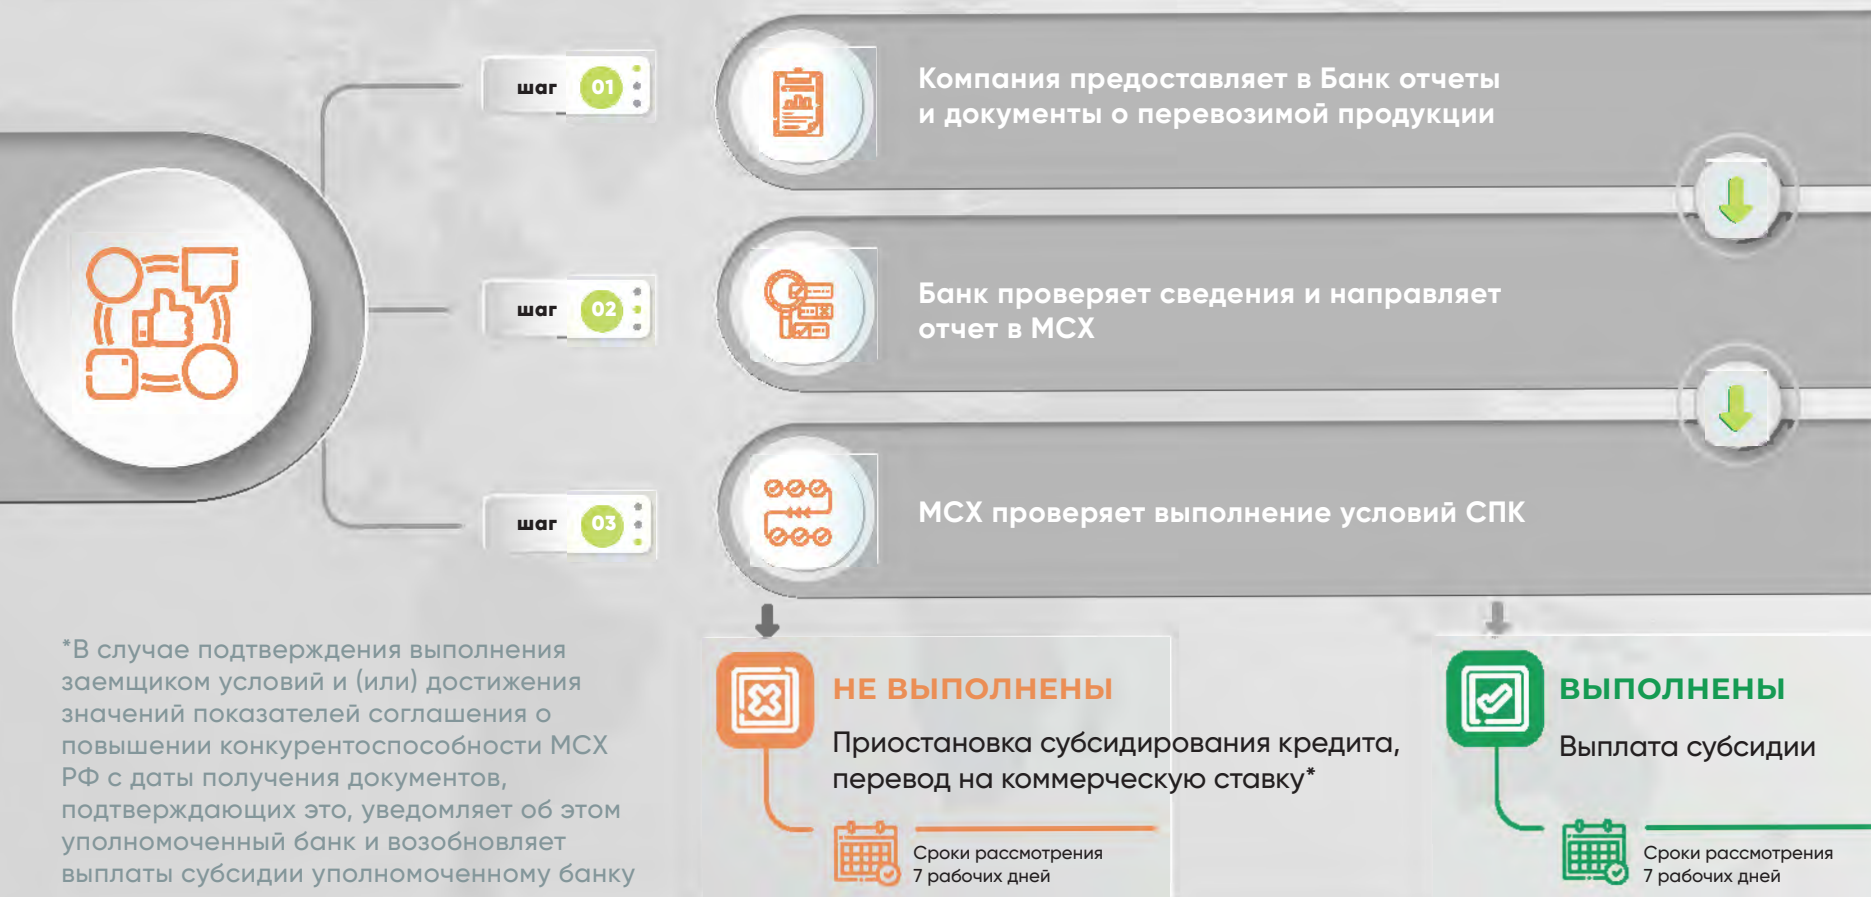 шаг 01
Компания предоставляет в Банк отчеты
и документы о перевозимой продукции
шаг 02
Банк проверяет сведения и направляет
отчет в МСХ
шаг 03
МСХ проверяет выполнение условий СПК
*В случае подтверждения выполнения
заемщиком условий и (или) достижения
значений показателей соглашения о
повышении конкурентоспособности МСХ
РФ с даты получения документов,
подтверждающих это, уведомляет об этом
уполномоченный банк и возобновляет
выплаты субсидии уполномоченному банку
НЕ ВЫПОЛНЕНЫ
Приостановка субсидирования кредита,
перевод на коммерческую ставку*
Сроки рассмотрения
7 рабочих дней
ВЫПОЛНЕНЫ
Выплата субсидии
Сроки рассмотрения
7 рабочих дней